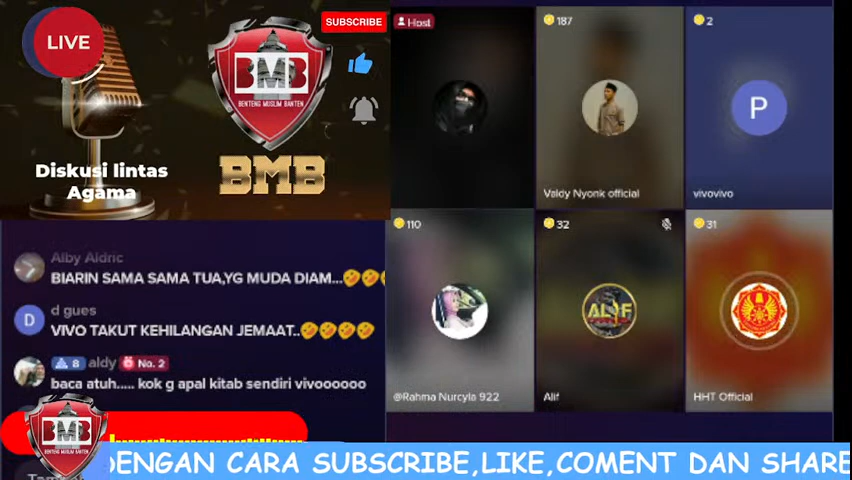 LIVE
SUBSCRIBE
BMB
BENTENG MUSLIM BANTEN
Diskusi lintas
Agama
BMB
Host
187
2
ALIF
P
Valdy Nyonk official
vivovivo
110
32
31
@Rahma Nurcyla 922
Alif
HHT Official
Alby Aldric
BIARIN SAMA SAMA TUA,YG MUDA DIAM...🤣🤣🤣
D
d gues
VIVO TAKUT KEHILANGAN JEMAAT..🤣🤣🤣🤣
8 aldy No. 2
baca atuh..... kok g apal kitab sendiri vivoooooo
BMB
DENGAN CARA SUBSCRIBE,LIKE,COMENT DAN SHARE